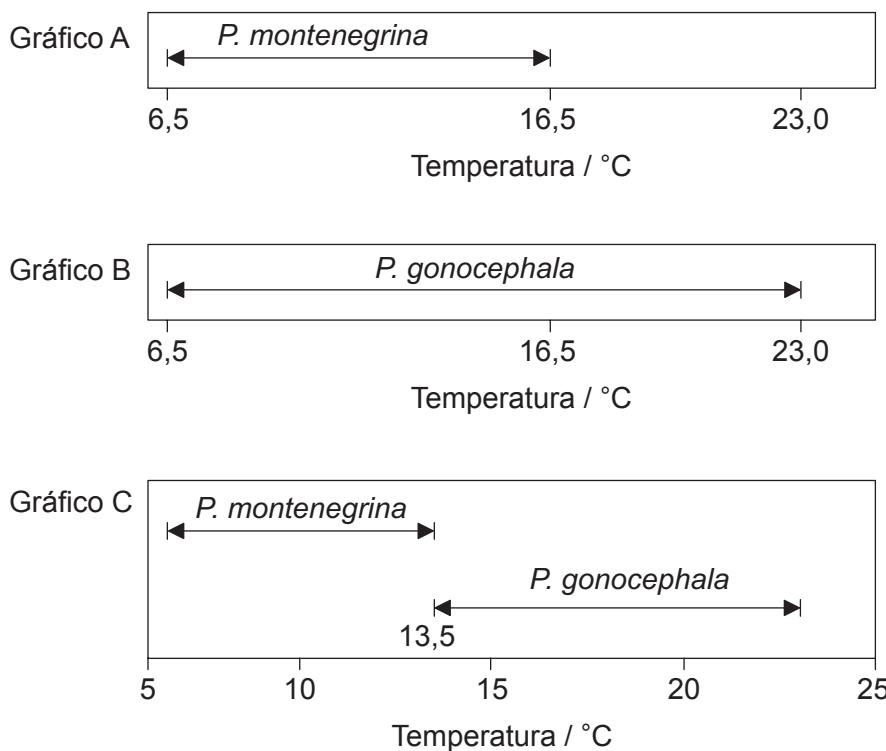 Gráfico A
P. montenegrina
6,5 16,5 23,0
Temperatura / °C
Gráfico B
P. gonocephala
6,5 16,5 23,0
Temperatura / °C
Gráfico C
P. montenegrina
P. gonocephala
13,5
5 10 15 20 25
Temperatura / °C